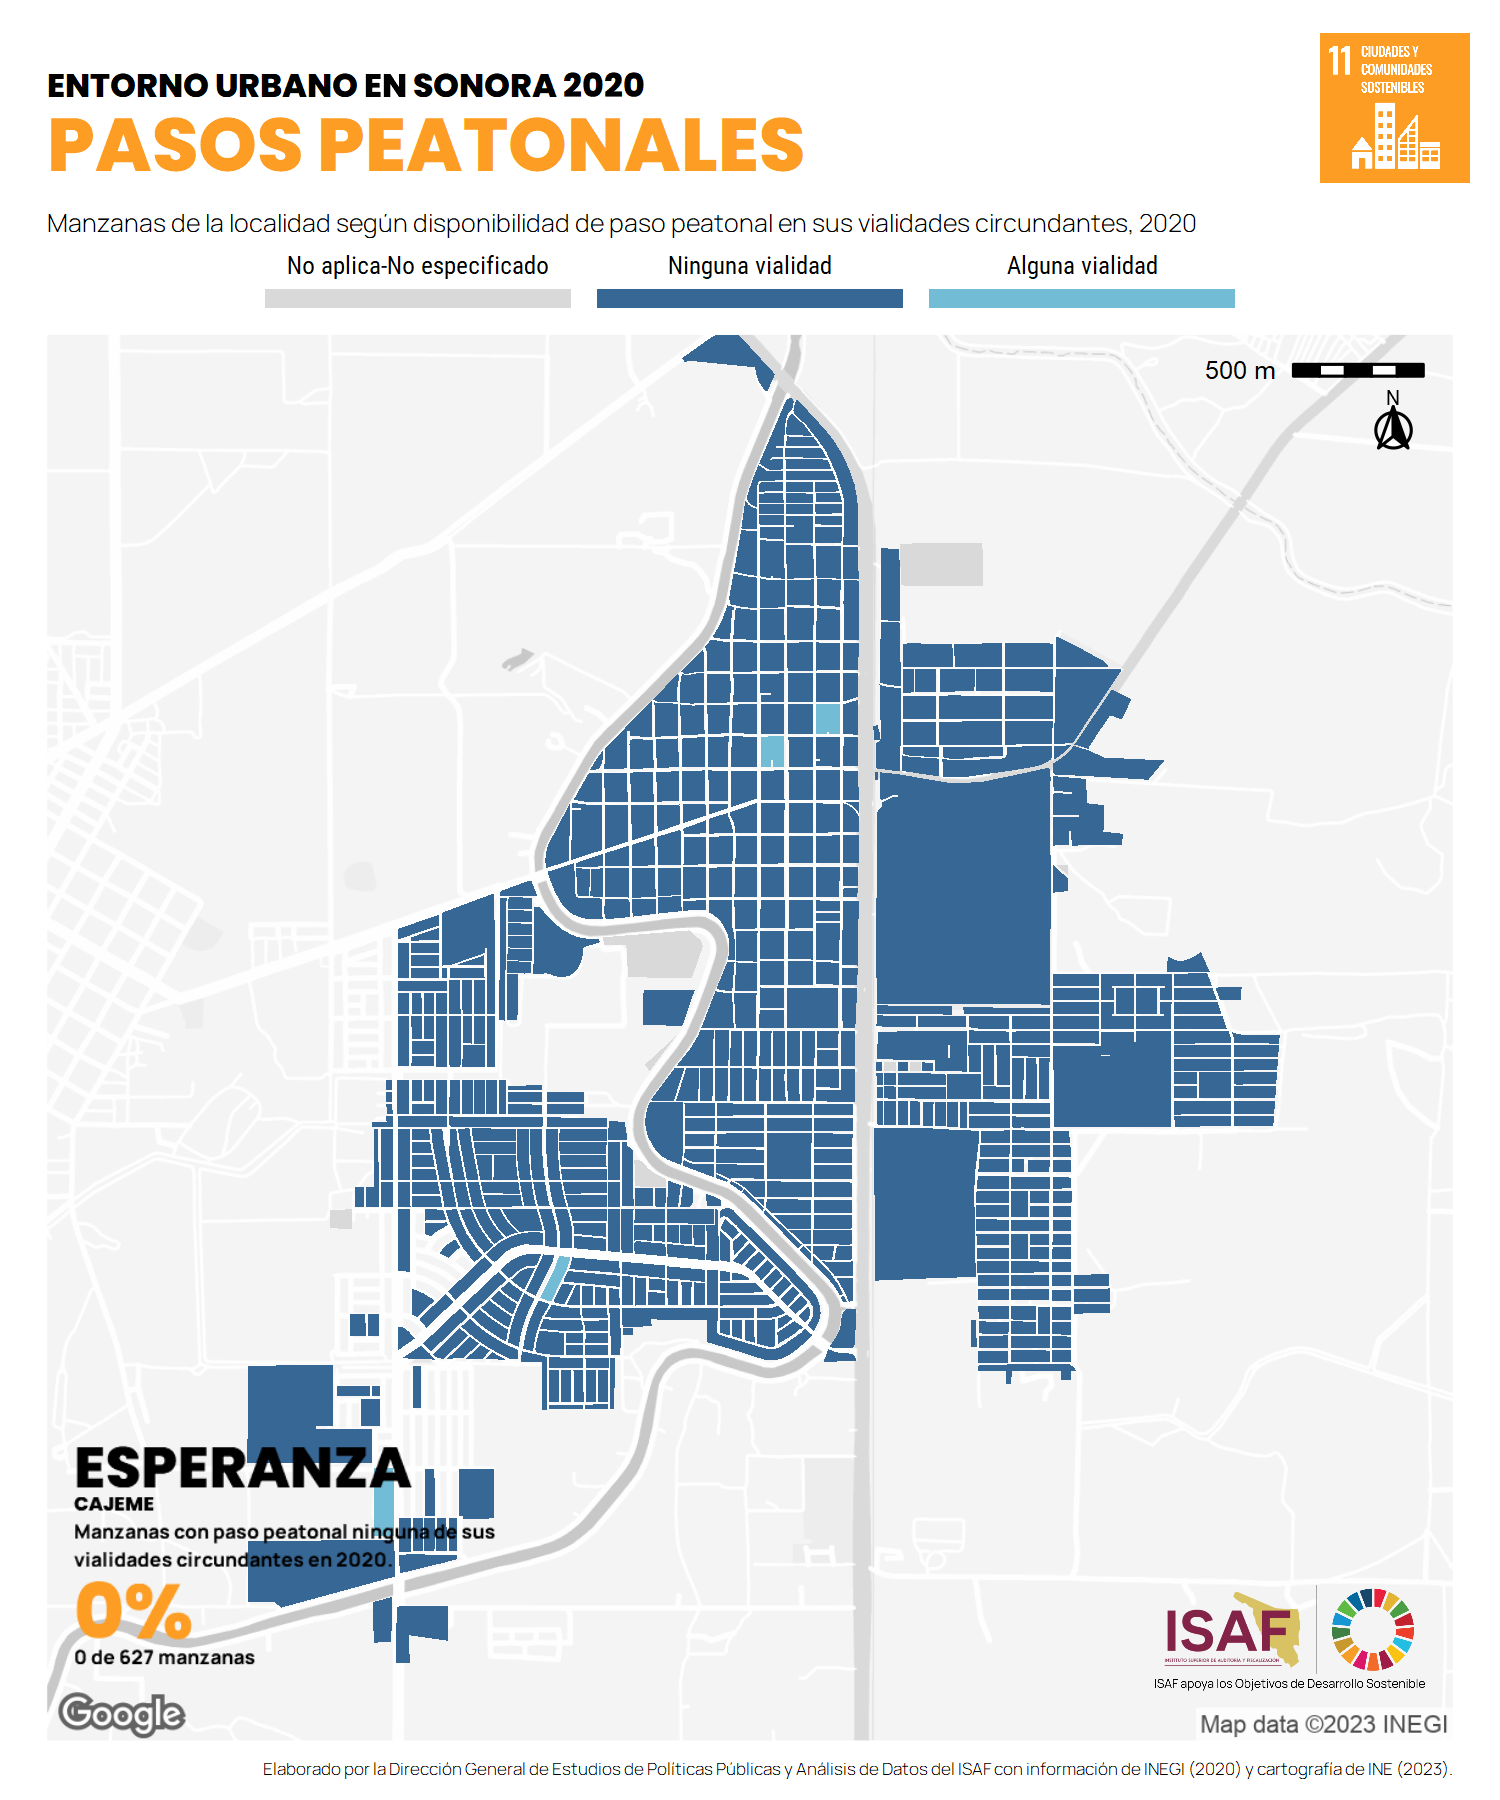 ENTORNO URBANO EN SONORA 2020
PASOS PEATONALES
11 CIUDADES Y
COMUNIDADES
SOSTENIBLES
Manzanas de la localidad según disponibilidad de paso peatonal en sus vialidades circundantes, 2020
No aplica-No especificado
Ninguna vialidad
Alguna vialidad
500 m
N
ESPERANZA
CAJEME
Manzanas con paso peatonal ninguna de sus
vialidades circundantes en 2020.
0%
0 de 627 manzanas
Google
ISAF
INSTITUTO SUPERIOR DE AUDITORÍA Y FISCALIZACIÓN
ISAF apoya los Objetivos de Desarrollo Sostenible
Map data ©2023 INEGI
Elaborado por la Dirección General de Estudios de Políticas Públicas y Análisis de Datos del ISAF con información de INEGI (2020) y cartografía de INE (2023).